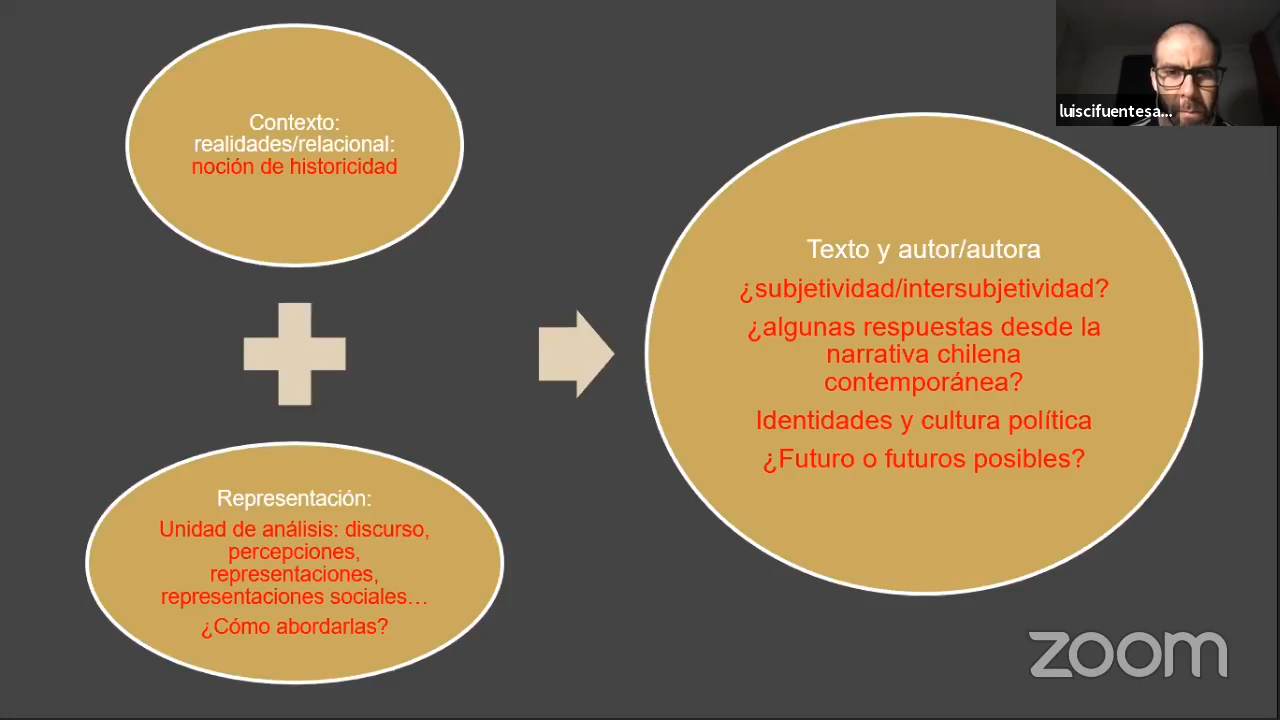 Contexto:
realidades/relacional:
noción de historicidad
Representación:
Unidad de análisis: discurso,
percepciones,
representaciones,
representaciones sociales…
¿Cómo abordarlas?
Texto y autor/autora
¿subjetividad/intersubjetividad?
¿algunas respuestas desde la
narrativa chilena
contemporánea?
Identidades y cultura política
¿Futuro o futuros posibles?
luiscifuentesa...
zoom